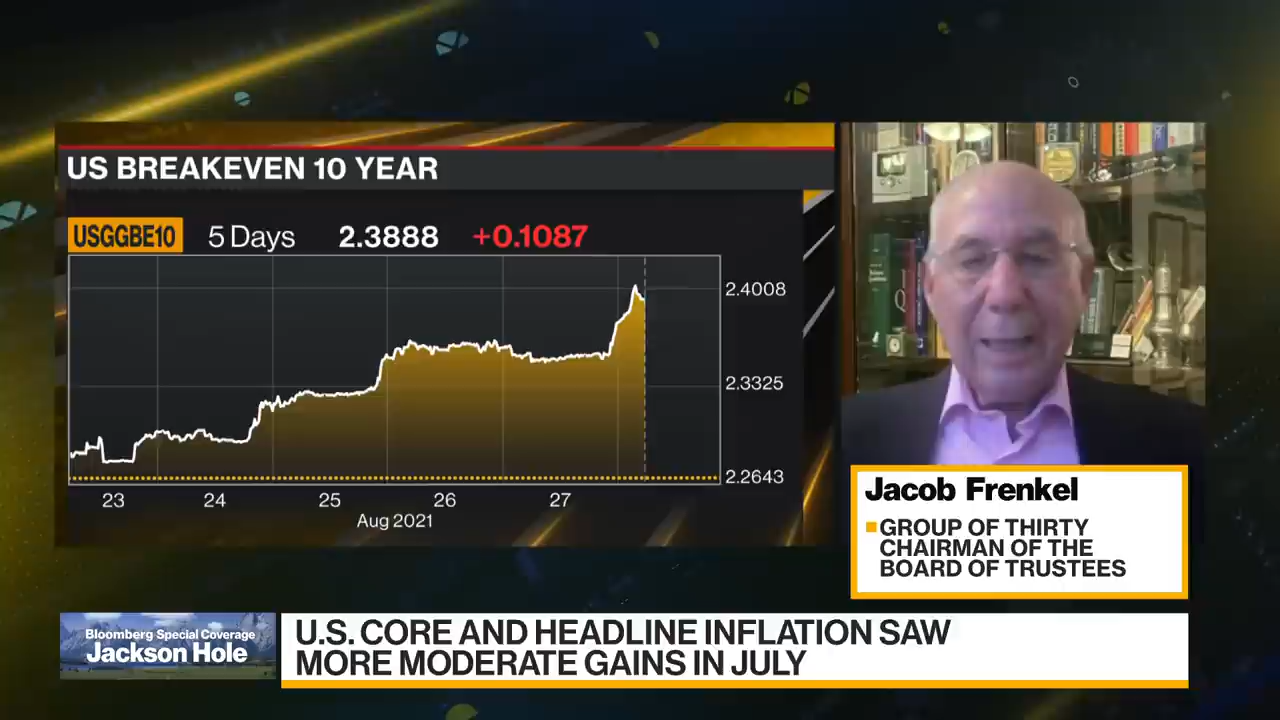 US BREAKEVEN 10 YEAR
USGGBE10 5 Days 2.3888 +0.1087
2.4008
2.3325
2.2643
23 24 25 26 27
Aug 2021
Jacob Frenkel
GROUP OF THIRTY
CHAIRMAN OF THE
BOARD OF TRUSTEES
Bloomberg Special Coverage
Jackson Hole
U.S. CORE AND HEADLINE INFLATION SAW
MORE MODERATE GAINS IN JULY